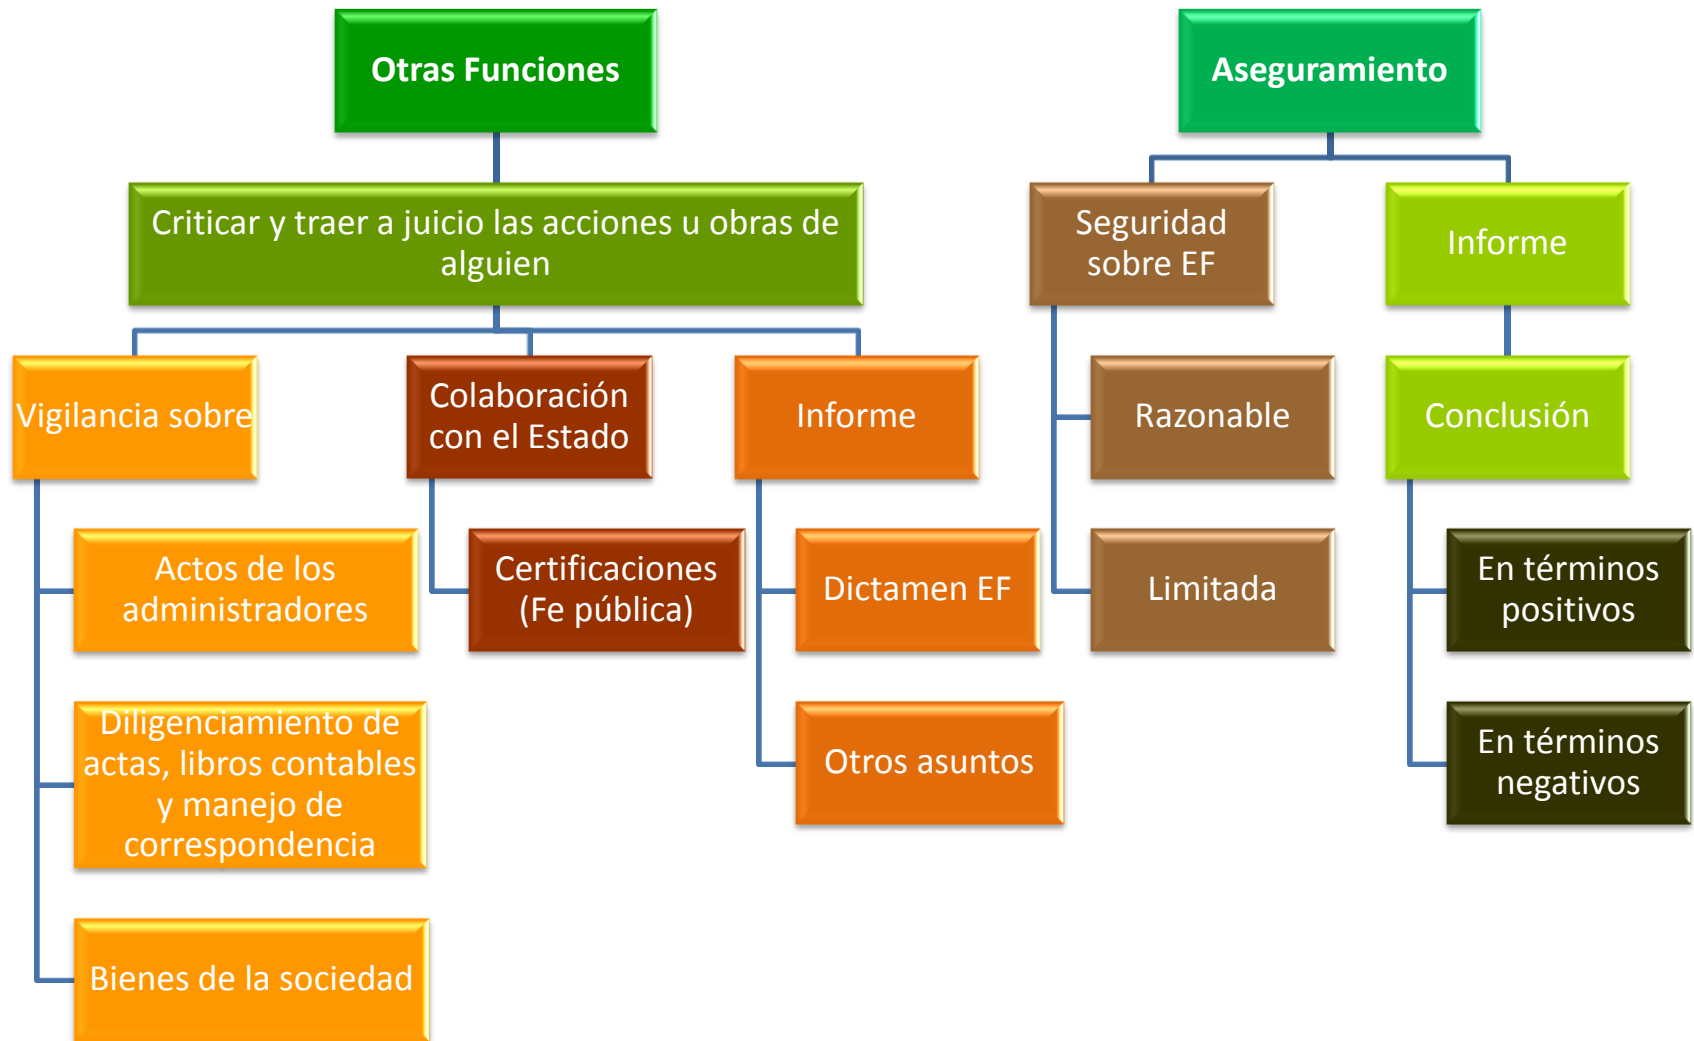 Otras Funciones
Criticar y traer a juicio las acciones u obras de
alguien
Vigilancia sobre
Actos de los
administradores
Diligenciamiento de
actas, libros contables
y manejo de
correspondencia
Bienes de la sociedad
Colaboración
con el Estado
Certificaciones
(Fe pública)
Informe
Dictamen EF
Otros asuntos
Aseguramiento
Seguridad
sobre EF
Razonable
Limitada
Informe
Conclusión
En términos
positivos
En términos
negativos